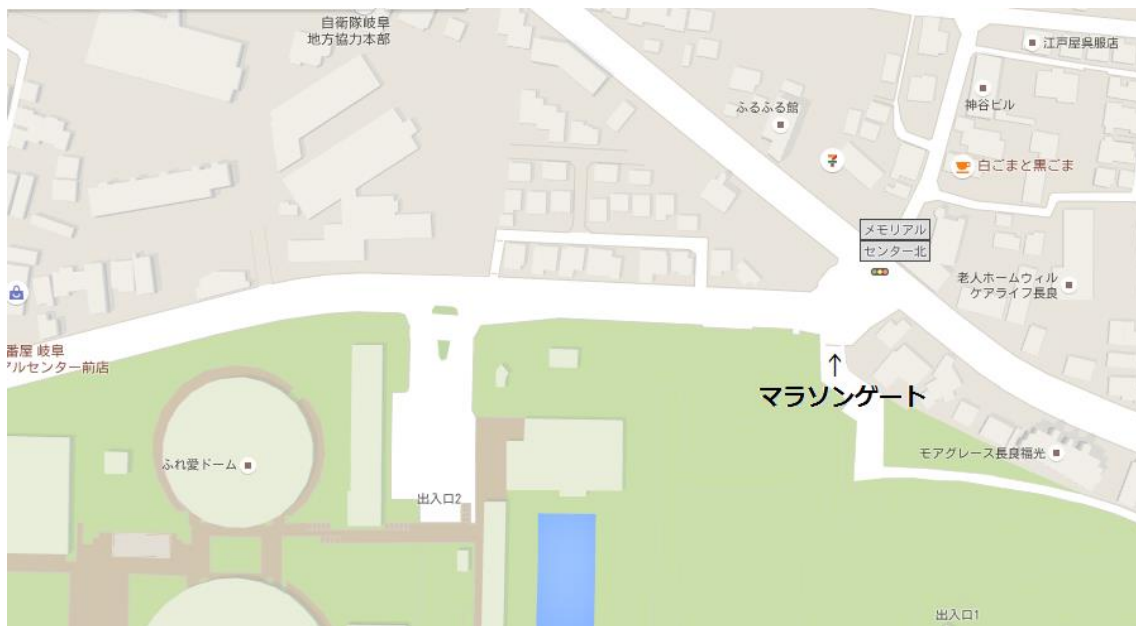 自衛隊岐阜
地方協力本部
江戸屋呉服店
ふるふる館
神谷ビル
白ごまと黒ごま
メモリアル
センター北
老人ホームウィル
ケアライフ長良
番屋 岐阜
アルセンター前店
↑
マラソンゲート
ふれ愛ドーム
モアグレース長良福光
出入口2
出入口1